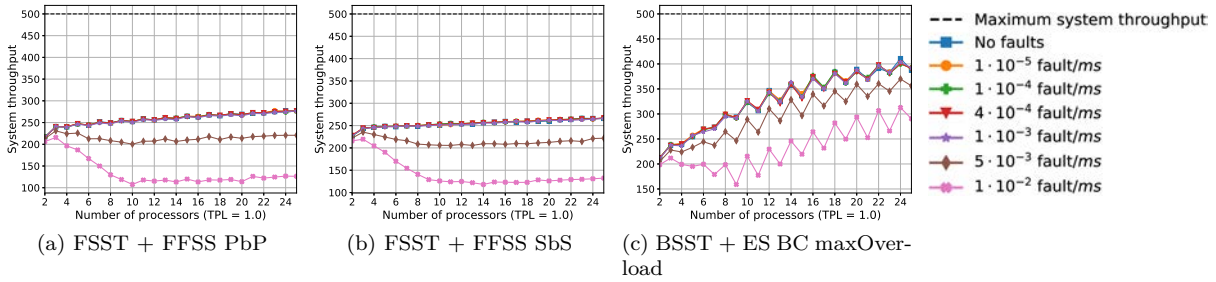 500
450
400
350
300
250
200
150
100
System throughput
2 4 6 8 10 12 14 16 18 20 22 24
Number of processors (TPL = 1.0)
(a) FSST + FFSS PbP
500
450
400
350
300
250
200
150
100
System throughput
2 4 6 8 10 12 14 16 18 20 22 24
Number of processors (TPL = 1.0)
(b) FSST + FFSS SbS
500
450
400
350
300
250
200
150
System throughput
2 4 6 8 10 12 14 16 18 20 22 24
Number of processors (TPL = 1.0)
(c) BSST + ES BC maxOver-
load
Maximum system throughput
No faults
1 · 10⁻⁵ fault/ms
1 · 10⁻⁴ fault/ms
4 · 10⁻⁴ fault/ms
1 · 10⁻³ fault/ms
5 · 10⁻³ fault/ms
1 · 10⁻² fault/ms